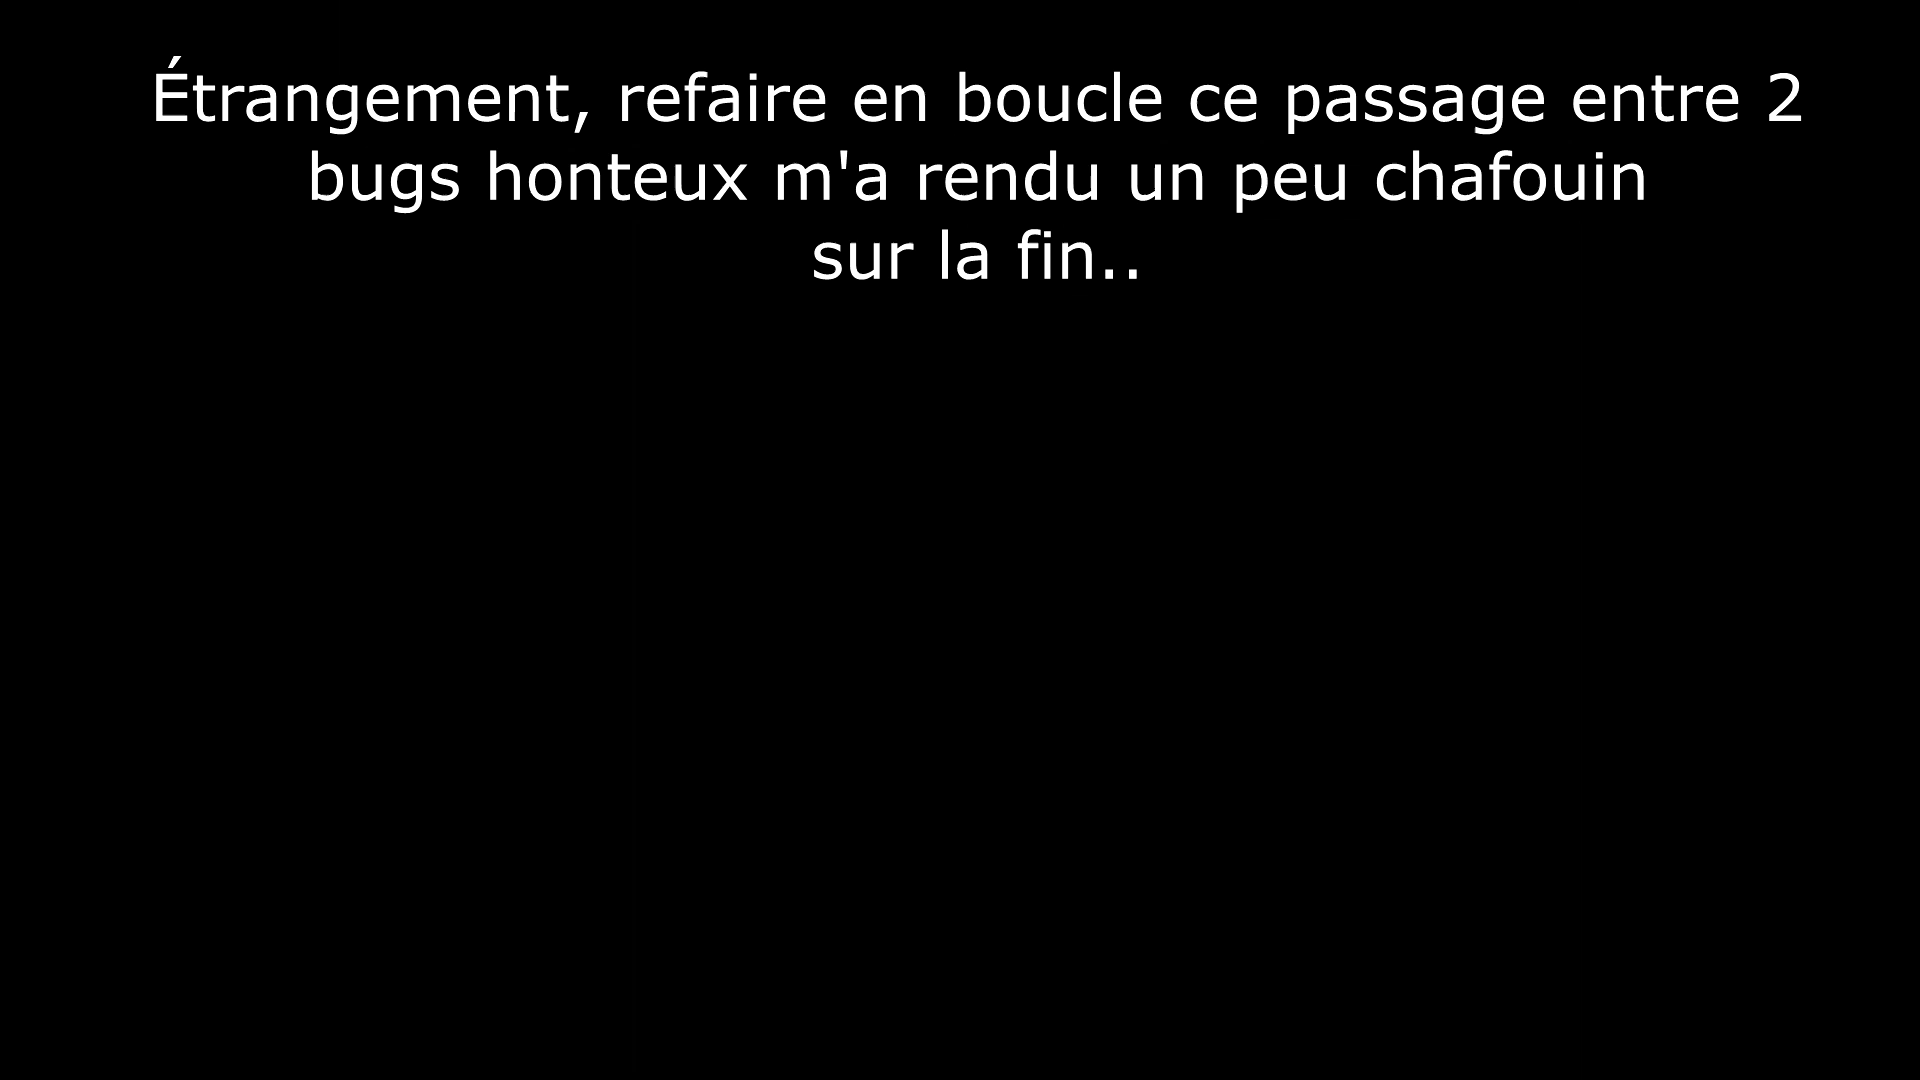 Étrangement, refaire en boucle ce passage entre 2
bugs honteux m'a rendu un peu chafouin
sur la fin..